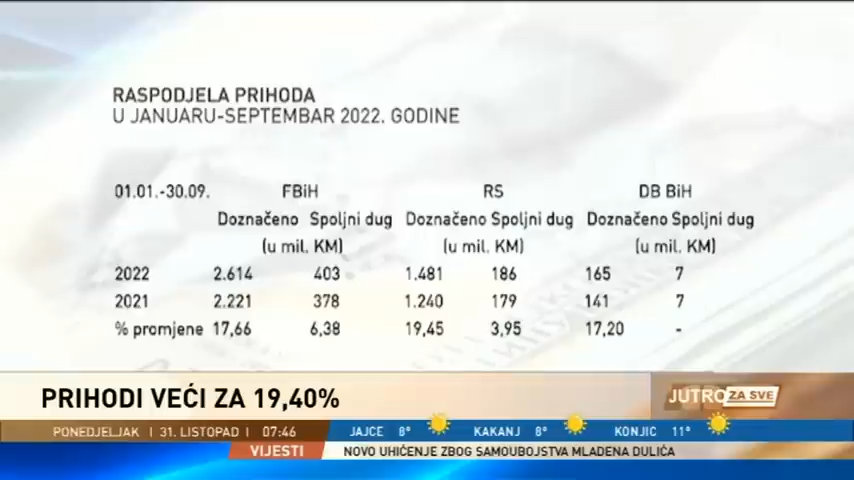 RASPODJELA PRIHODA
U JANUARU-SEPTEMBAR 2022. GODINE
01.01.-30.09. FBiH RS DB BiH
Doznačeno Spoljni dug Doznačeno Spoljni dug Doznačeno Spoljni dug
(u mil. KM) (u mil. KM) (u mil. KM)
2022 2.614 403 1.481 186 165 7
2021 2.221 378 1.240 179 141 7
% promjene 17,66 6,38 19,45 3,95 17,20 -
PRIHODI VEĆI ZA 19,40%
JUTRO ZA SVE
PONEDJELJAK | 31. LISTOPAD | 07:46 JAJCE 8° KAKANJ 8° KONJIC 11°
VIJESTI NOVO UHIĆENJE ZBOG SAMOUBOJSTVA MLADENA DULIĆA